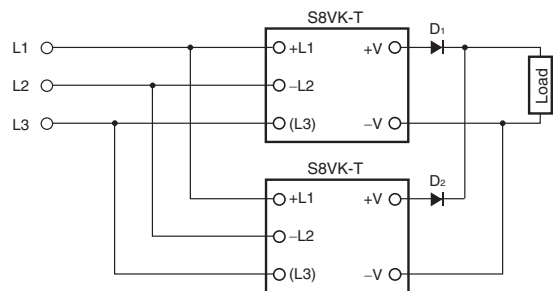 S8VK-T
L1
+L1
+V
D1
L2
–L2
Load
L3
(L3)
–V
S8VK-T
+L1
+V
D2
–L2
(L3)
–V